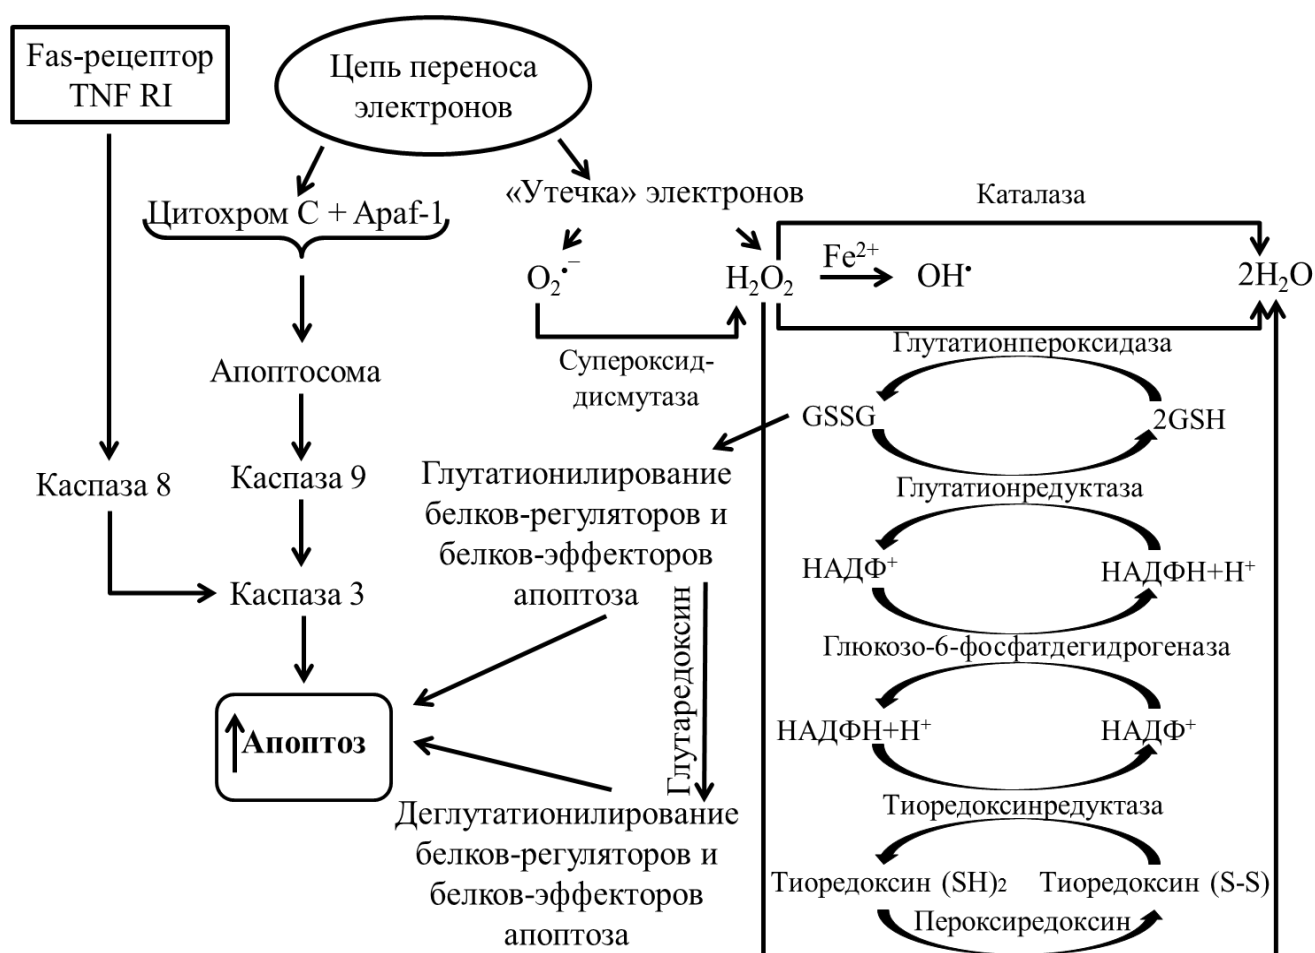 Fas-рецептор
TNF RI
Цепь переноса
электронов
«Утечка» электронов
Каталаза
Цитохром С + Apaf-1
O₂•⁻
H₂O₂
Fe²⁺
OH•
2H₂O
Супероксид-
дисмутаза
Глутатионпероксидаза
Апоптосома
GSSG
2GSH
Каспаза 8
Каспаза 9
Глутатионилирование
белков-регуляторов и
белков-эффекторов
апоптоза
Глутатионредуктаза
НАДФ⁺
НАДФН+Н⁺
Каспаза 3
Глутаредоксин
Глюкозо-6-фосфатдегидрогеназа
Апоптоз
НАДФН+Н⁺
НАДФ⁺
Деглутатионилирование
белков-регуляторов и
белков-эффекторов
апоптоза
Тиоредоксинредуктаза
Тиоредоксин (SH)₂
Тиоредоксин (S-S)
Пероксиредоксин